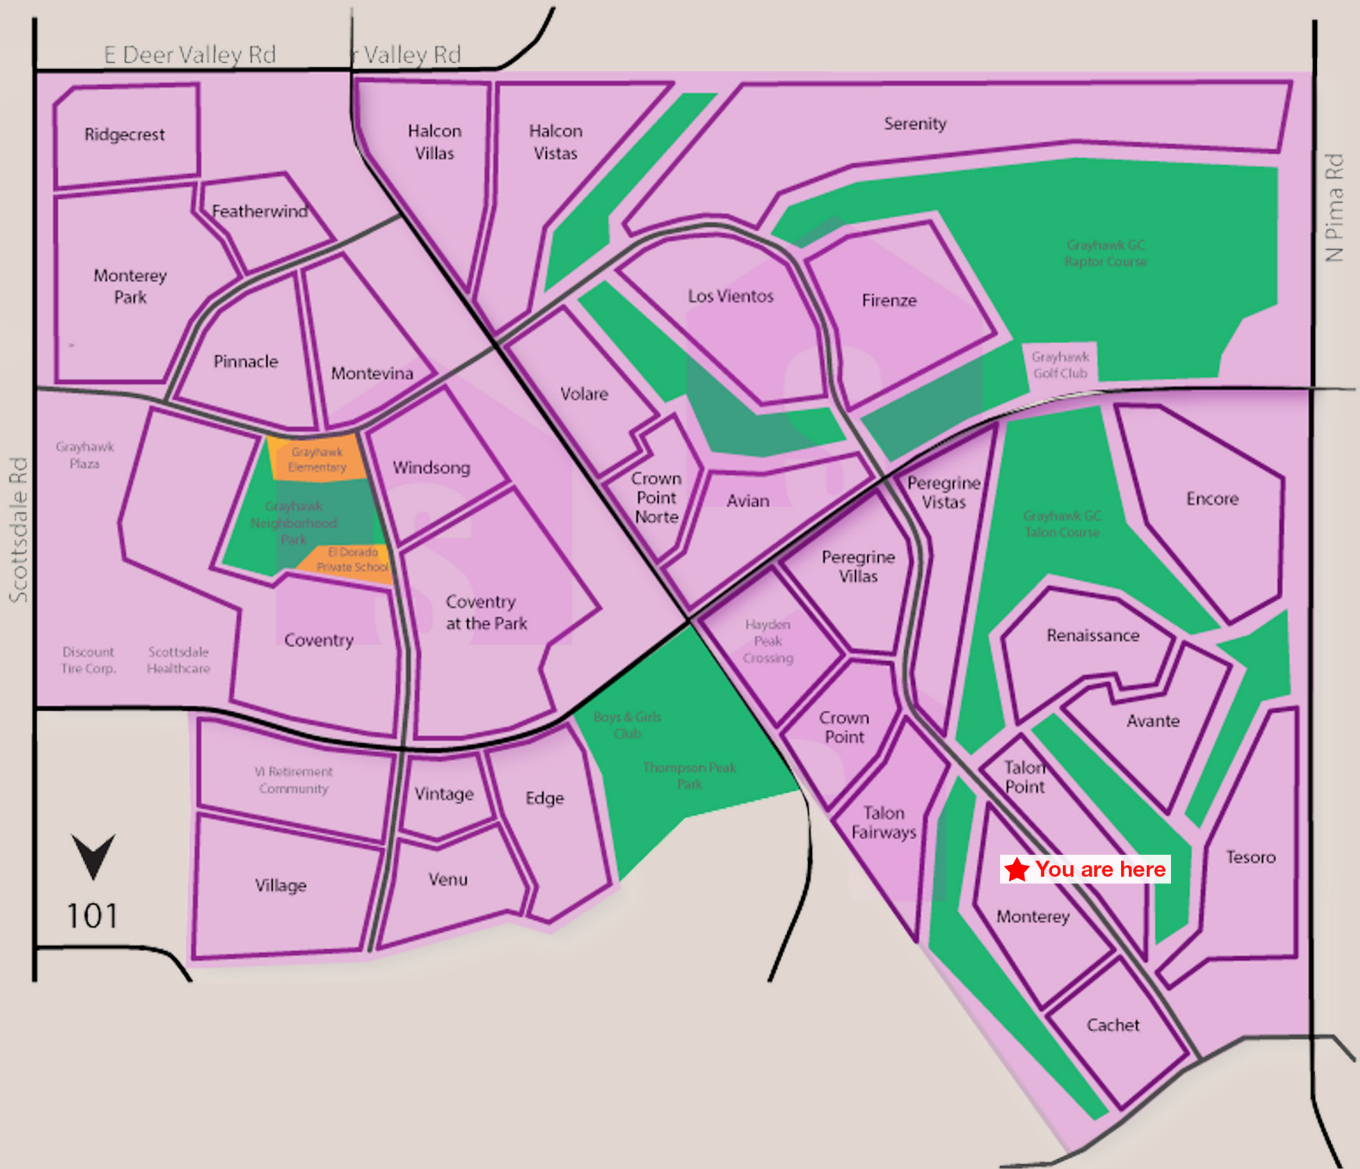 E Deer Valley Rd
r Valley Rd
Ridgecrest
Halcon
Villas
Halcon
Vistas
Serenity
Featherwind
N Pima Rd
Monterey
Park
Grayhawk GC
Raptor Course
Los Vientos
Firenze
Pinnacle
Montevina
Volare
Grayhawk
Golf Club
Grayhawk
Plaza
Grayhawk
Elementary
Windsong
Crown
Point
Norte
Avian
Peregrine
Vistas
Encore
Grayhawk
Neighborhood
Park
Grayhawk GC
Talon Course
Scottsdale Rd
El Dorado
Private School
Peregrine
Villas
Coventry
at the Park
Coventry
Hayden
Peak
Crossing
Renaissance
Discount
Tire Corp.
Scottsdale
Healthcare
Boys & Girls
Club
Crown
Point
Avante
Vi Retirement
Community
Vintage
Edge
Thompson Peak
Park
Talon
Point
Talon
Fairways
You are here
Tesoro
Village
Venu
101
Monterey
Cachet